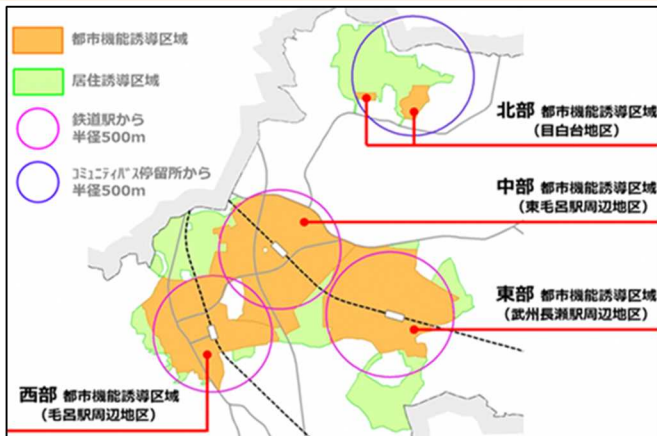 都市機能誘導区域
居住誘導区域
鉄道駅から
半径500m
ｺﾐｭﾆﾃｨﾊﾞｽ停留所から
半径500m
北部 都市機能誘導区域
(目白台地区)
中部 都市機能誘導区域
(東毛呂駅周辺地区)
東部 都市機能誘導区域
(武州長瀬駅周辺地区)
西部 都市機能誘導区域
(毛呂駅周辺地区)